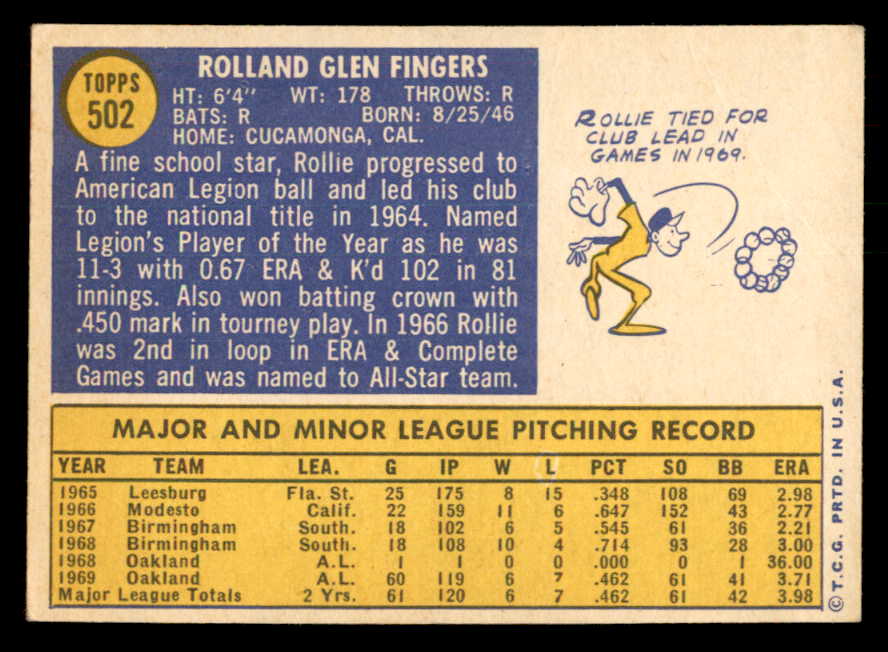 TOPPS
502
ROLLAND GLEN FINGERS
HT: 6'4" WT: 178 THROWS: R
BATS: R BORN: 8/25/46
HOME: CUCAMONGA, CAL.
A fine school star, Rollie progressed to
American Legion ball and led his club
to the national title in 1964. Named
Legion's Player of the Year as he was
11-3 with 0.67 ERA & K'd 102 in 81
innings. Also won batting crown with
.450 mark in tourney play. In 1966 Rollie
was 2nd in loop in ERA & Complete
Games and was named to All-Star team.
ROLLIE TIED FOR
CLUB LEAD IN
GAMES IN 1969.
MAJOR AND MINOR LEAGUE PITCHING RECORD
YEAR TEAM LEA. G IP W L PCT SO BB ERA
1965 Leesburg Fla. St. 25 175 8 15 .348 108 69 2.98
1966 Modesto Calif. 22 159 11 6 .647 152 43 2.77
1967 Birmingham South. 18 102 6 5 .545 61 36 2.21
1968 Birmingham South. 18 108 10 4 .714 93 28 3.00
1968 Oakland A.L. 1 1 0 0 .000 0 1 36.00
1969 Oakland A.L. 60 119 6 7 .462 61 41 3.71
Major League Totals 2 Yrs. 61 120 6 7 .462 61 42 3.98
© T.C.G. PRTD. IN U.S.A.